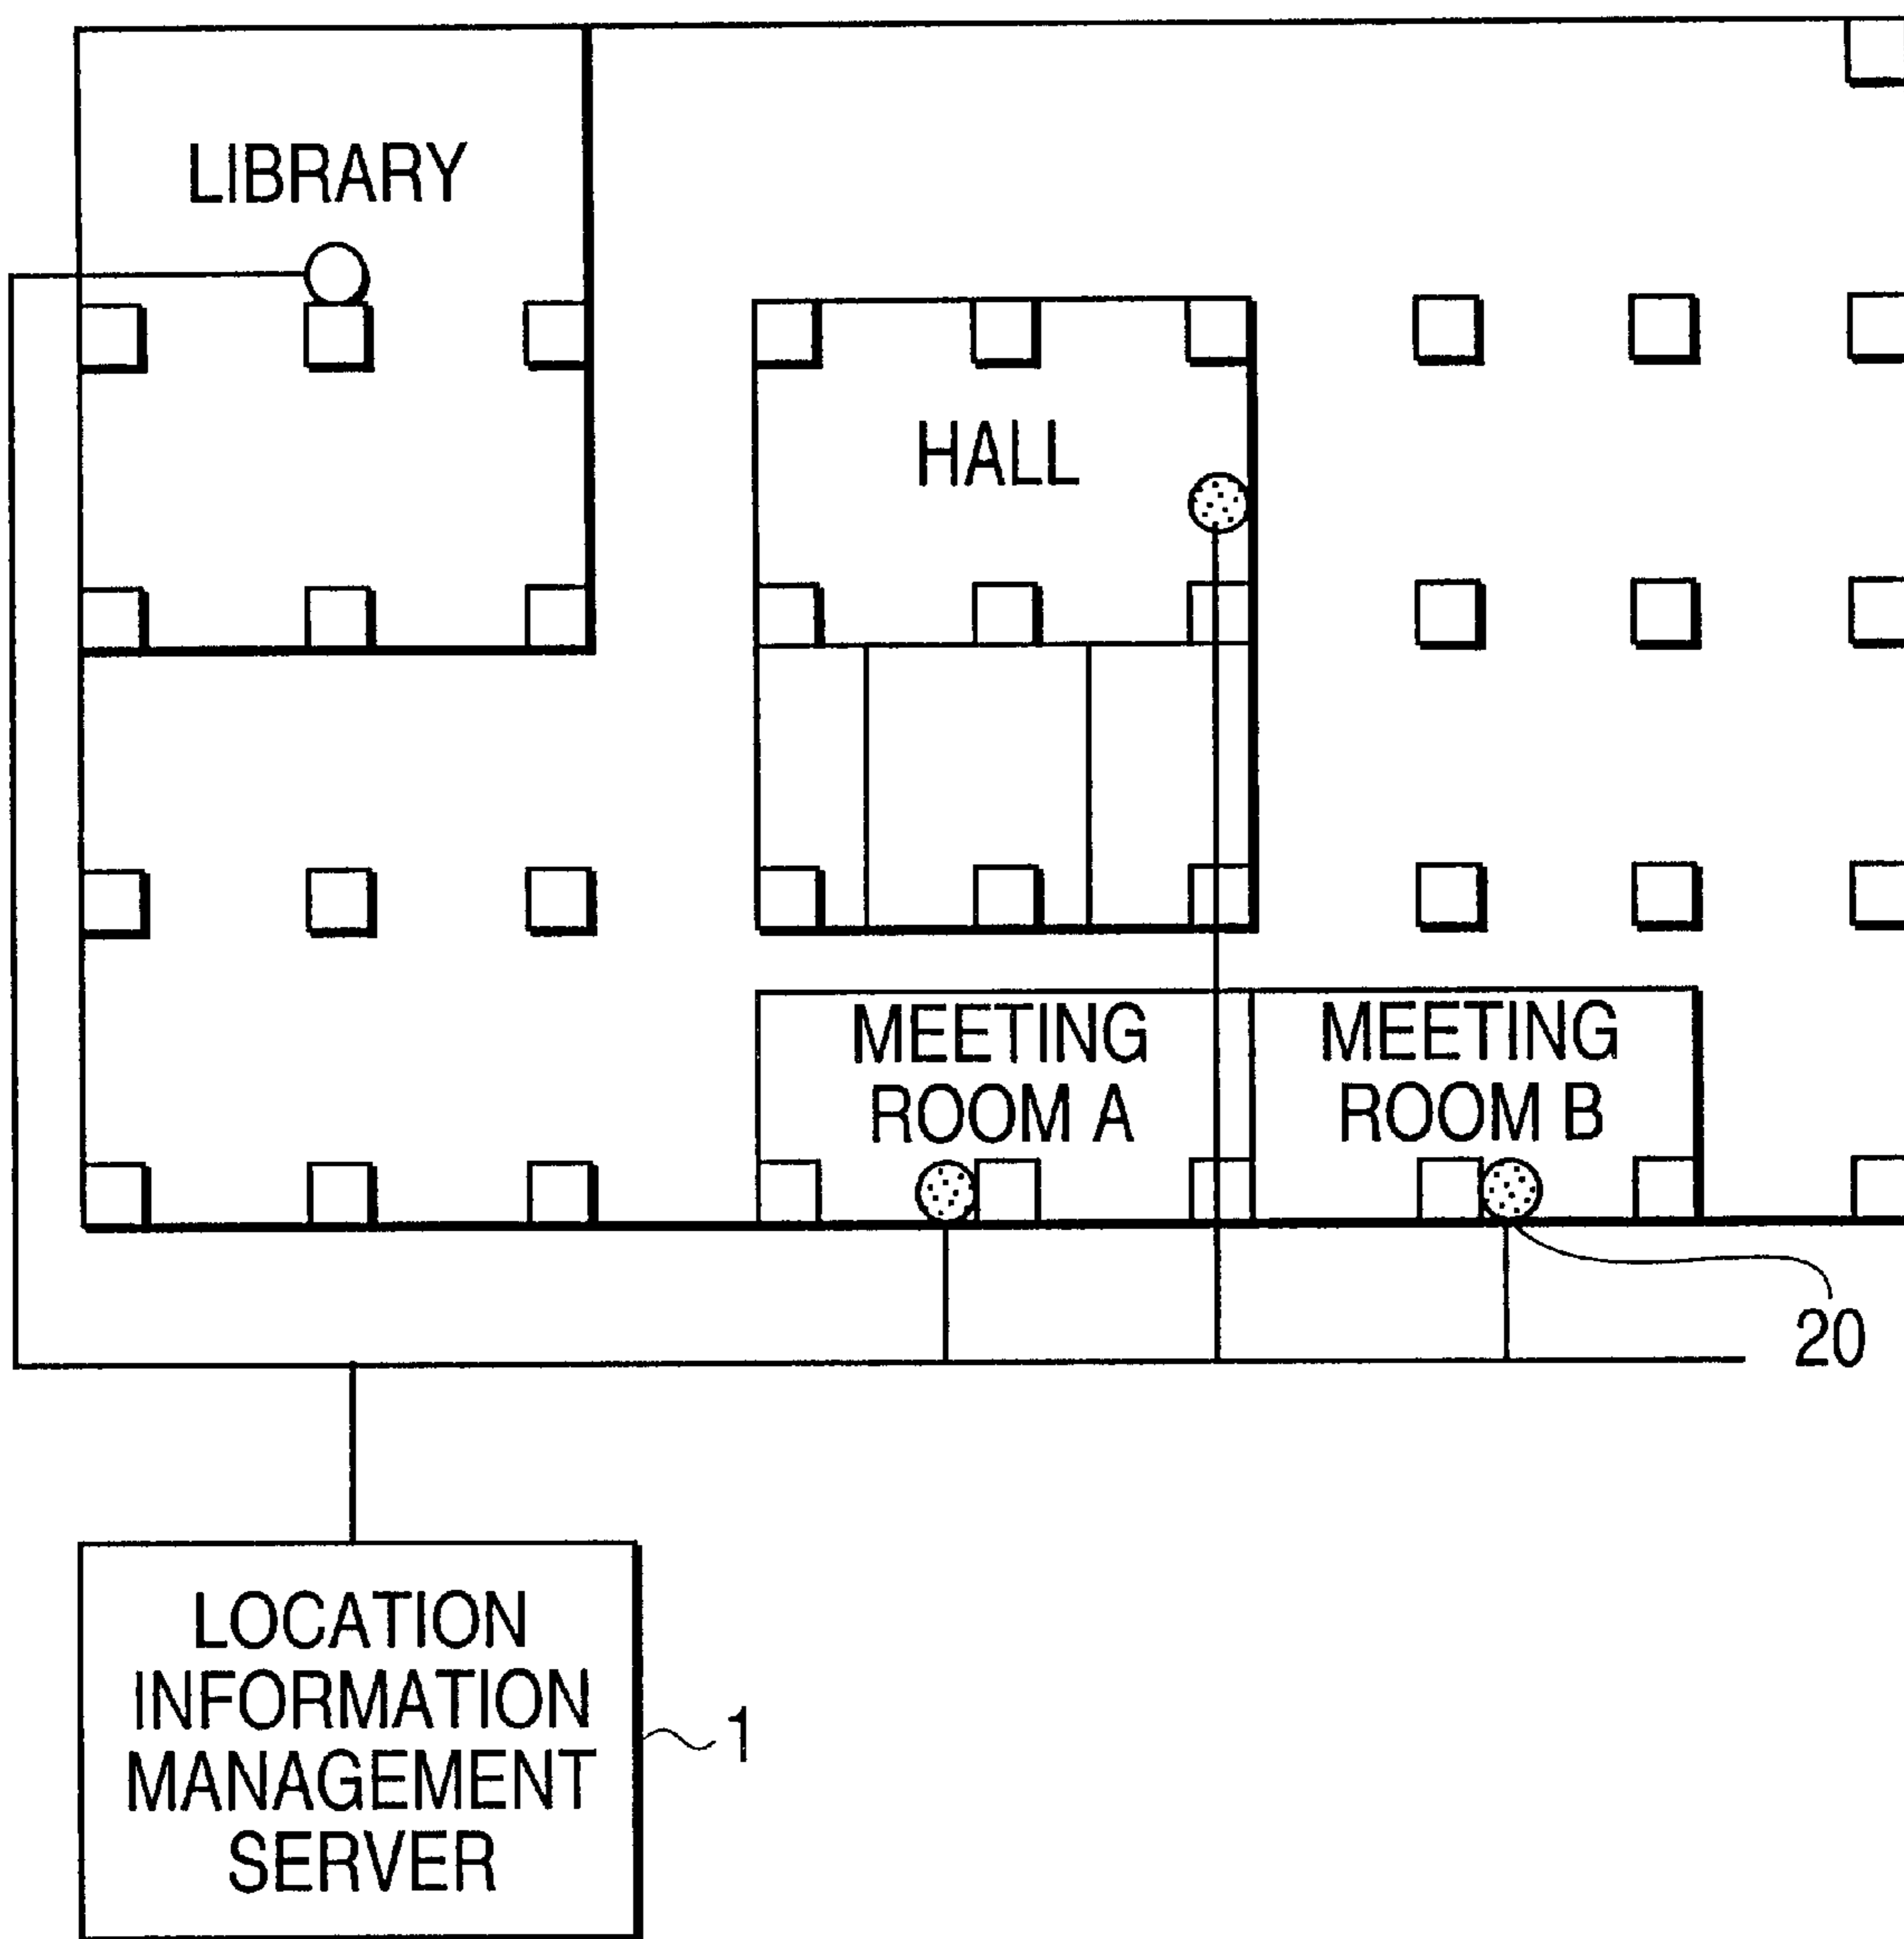 LIBRARY
HALL
MEETING
ROOM A
MEETING
ROOM B
20
LOCATION
INFORMATION
MANAGEMENT
SERVER
1